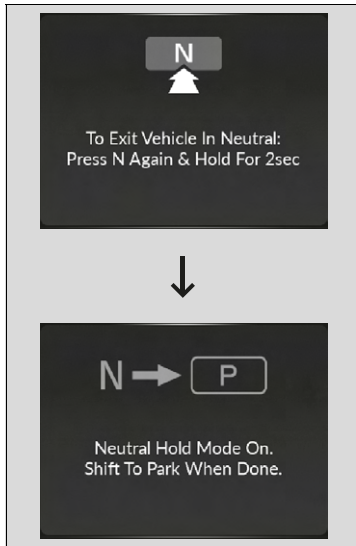 N
To Exit Vehicle In Neutral:
Press N Again & Hold For 2sec
N P
Neutral Hold Mode On.
Shift To Park When Done.